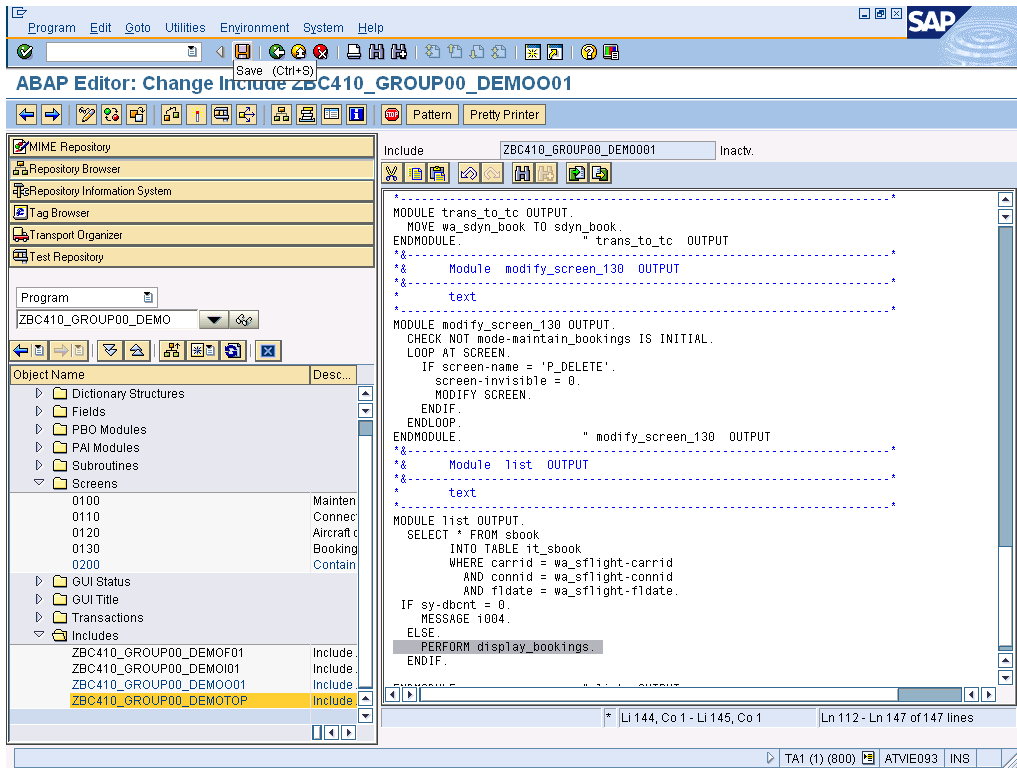 Program Edit Goto Utilities Environment System Help
SAP
Save (Ctrl+S)
ABAP Editor: Change Include ZBC410_GROUP00_DEMOO01
Pattern Pretty Printer
MIME Repository
Repository Browser
Repository Information System
Tag Browser
Transport Organizer
Test Repository
Program
ZBC410_GROUP00_DEMO
Object Name Desc...
Dictionary Structures
Fields
PBO Modules
PAI Modules
Subroutines
Screens
0100 Mainten
0110 Connec
0120 Aircraft c
0130 Booking
0200 Contain
GUI Status
GUI Title
Transactions
Includes
ZBC410_GROUP00_DEMOF01 Include
ZBC410_GROUP00_DEMOI01 Include
ZBC410_GROUP00_DEMOO01 Include
ZBC410_GROUP00_DEMOTOP Include
Include ZBC410_GROUP00_DEMOO01 Inactv.
*----------------------------------------------------------------------*
MODULE trans_to_tc OUTPUT.
MOVE wa_sdyn_book TO sdyn_book.
ENDMODULE. " trans_to_tc OUTPUT
*&---------------------------------------------------------------------*
*& Module modify_screen_130 OUTPUT
*&---------------------------------------------------------------------*
* text
*----------------------------------------------------------------------*
MODULE modify_screen_130 OUTPUT.
CHECK NOT mode-maintain_bookings IS INITIAL.
LOOP AT SCREEN.
IF screen-name = 'P_DELETE'.
screen-invisible = 0.
MODIFY SCREEN.
ENDIF.
ENDLOOP.
ENDMODULE. " modify_screen_130 OUTPUT
*&---------------------------------------------------------------------*
*& Module list OUTPUT
*&---------------------------------------------------------------------*
* text
*----------------------------------------------------------------------*
MODULE list OUTPUT.
SELECT * FROM sbook
INTO TABLE it_sbook
WHERE carrid = wa_sflight-carrid
AND connid = wa_sflight-connid
AND fldate = wa_sflight-fldate.
IF sy-dbcnt = 0.
MESSAGE i004.
ELSE.
PERFORM display_bookings.
ENDIF.
* Li 144, Co 1 - Li 145, Co 1 Ln 112 - Ln 147 of 147 lines
TA1 (1) (800) ATVIE093 INS